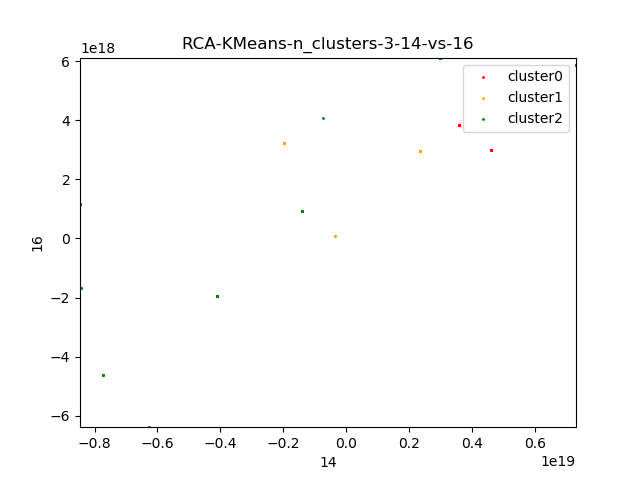 RCA-KMeans-n_clusters-3-14-vs-16
1e18
cluster0
cluster1
cluster2
6
4
2
0
−2
−4
−6
16
−0.8 −0.6 −0.4 −0.2 0.0 0.2 0.4 0.6
14
1e19